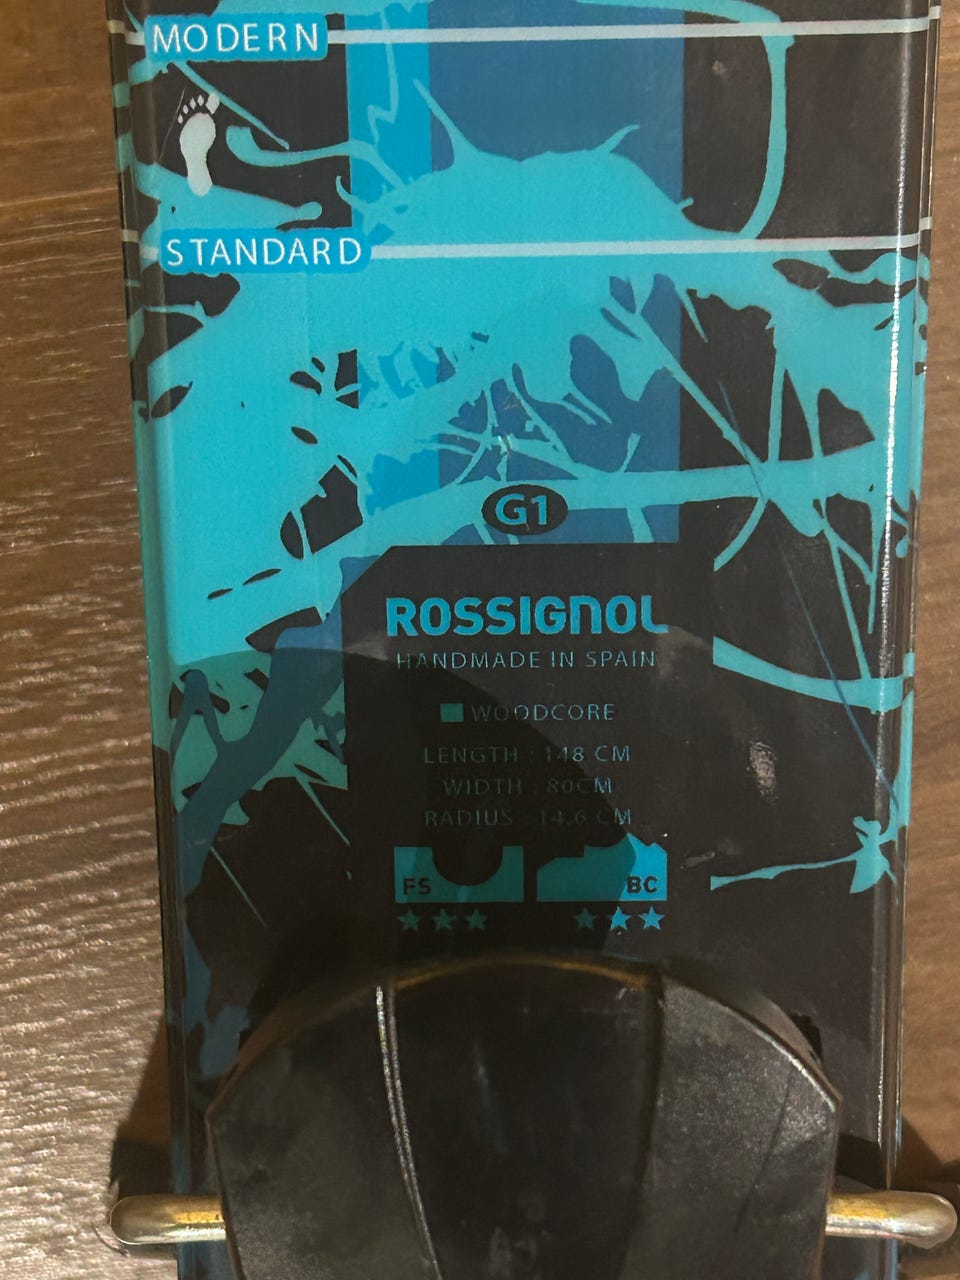 MODERN
STANDARD
G1
ROSSIGNOL
HANDMADE IN SPAIN
WOODCORE
LENGTH : 148 CM
WIDTH : 80CM
RADIUS : 14,6 CM
FS BC